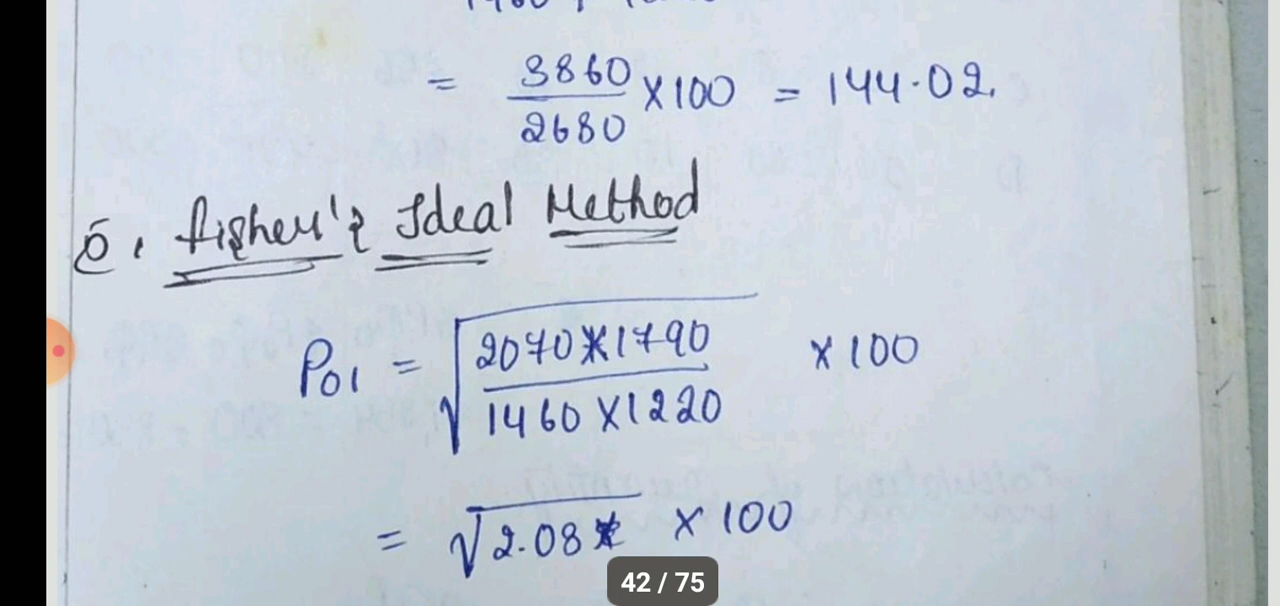 = 3860/2680 × 100 = 144.02.
5. Fisher's Ideal Method
P01 = √(2070 × 1790 / 1460 × 1220) × 100
= √2.08 × 100
42 / 75